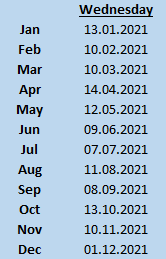 Wednesday
Jan 13.01.2021
Feb 10.02.2021
Mar 10.03.2021
Apr 14.04.2021
May 12.05.2021
Jun 09.06.2021
Jul 07.07.2021
Aug 11.08.2021
Sep 08.09.2021
Oct 13.10.2021
Nov 10.11.2021
Dec 01.12.2021